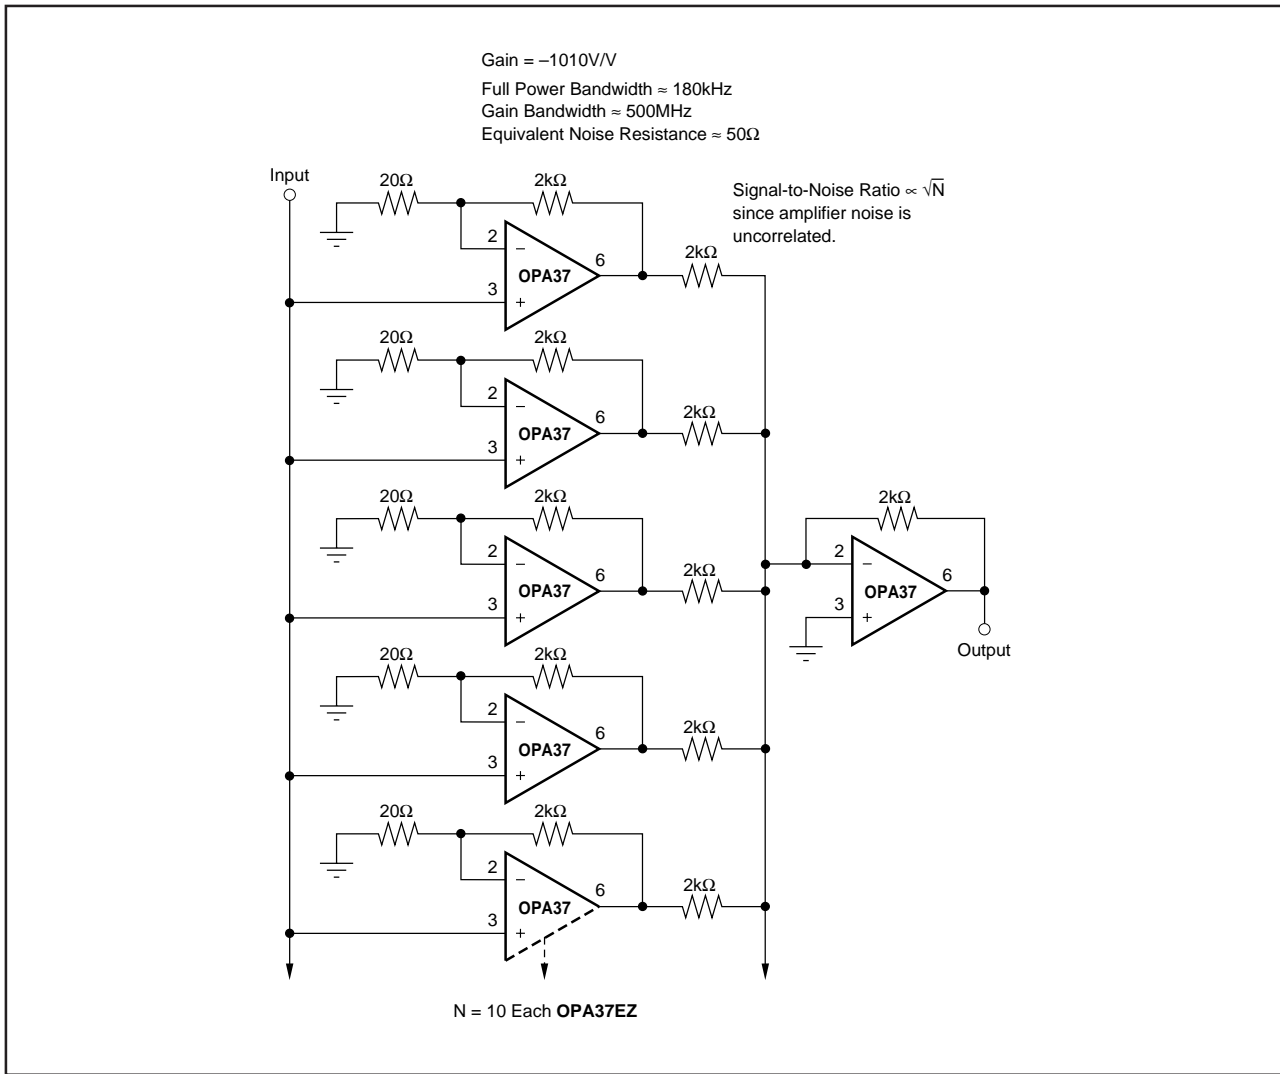 Gain = –1010V/V
Full Power Bandwidth ≈ 180kHz
Gain Bandwidth ≈ 500MHz
Equivalent Noise Resistance ≈ 50Ω
Input
20Ω
2kΩ
Signal-to-Noise Ratio ∝ √N
since amplifier noise is
uncorrelated.
2
–
6
OPA37
3
+
2kΩ
20Ω
2kΩ
2
–
6
OPA37
3
+
2kΩ
20Ω
2kΩ
2
–
6
OPA37
3
+
2kΩ
2kΩ
2
–
6
OPA37
3
+
Output
20Ω
2kΩ
2
–
6
OPA37
3
+
2kΩ
20Ω
2kΩ
2
–
6
OPA37
3
+
2kΩ
N = 10 Each OPA37EZ